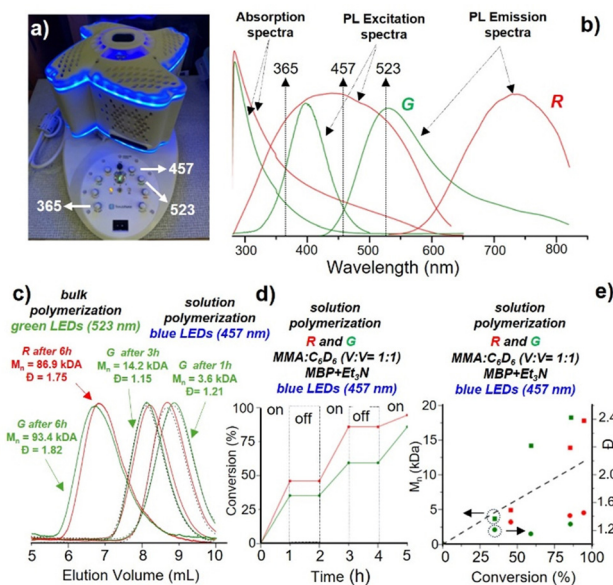 a)
457
523
365
Absorption
spectra
PL Excitation
spectra
PL Emission
spectra
b)
365
457
523
G
R
300
400
500
600
700
800
Wavelength (nm)
c)
bulk
polymerization
green LEDs (523 nm)
solution
polymerization
blue LEDs (457 nm)
R after 6h
Mn = 86.9 kDa
Đ = 1.75
G after 3h
Mn = 14.2 kDa
Đ= 1.15
G after 1h
Mn = 3.6 kDa
Đ= 1.21
G after 6h
Mn = 93.4 kDa
Đ = 1.82
5
6
7
8
9
10
Elution Volume (mL)
d)
solution
polymerization
R and G
MMA:C6D6 (V:V= 1:1)
MBP+Et3N
blue LEDs (457 nm)
on
off
on
off
on
100
75
50
25
0
Conversion (%)
0
1
2
3
4
5
Time (h)
e)
solution
polymerization
R and G
MMA:C6D6 (V:V= 1:1)
MBP+Et3N
blue LEDs (457 nm)
20
15
10
5
0
Mn (kDa)
2.4
2.0
1.6
1.2
Đ
0
25
50
75
100
Conversion (%)